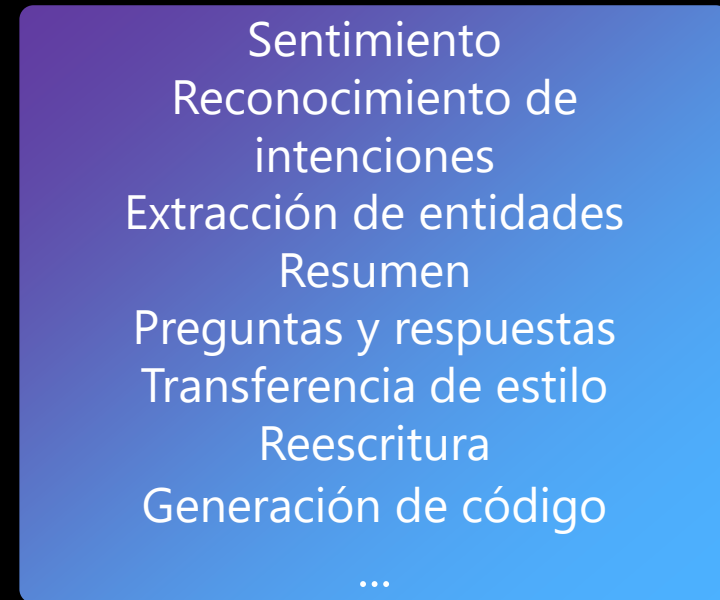 Sentimiento
Reconocimiento de
intenciones
Extracción de entidades
Resumen
Preguntas y respuestas
Transferencia de estilo
Reescritura
Generación de código
...